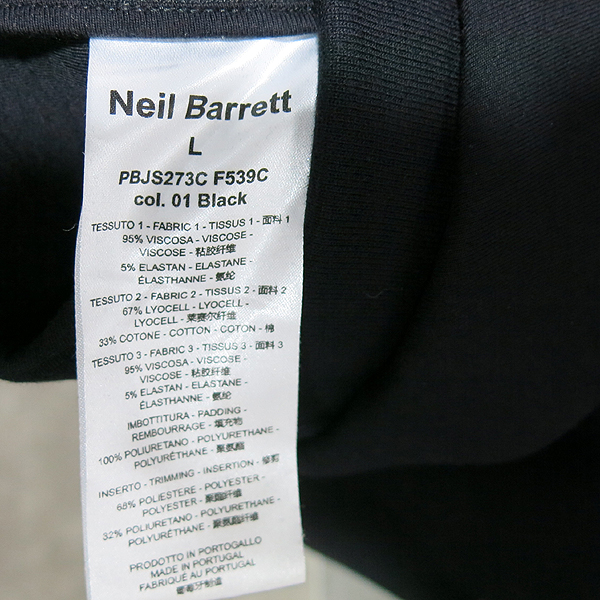 Neil Barrett
L
PBJS273C F539C
col. 01 Black
TESSUTO 1 - FABRIC 1 - TISSUS 1 - 面料 1
95% VISCOSA - VISCOSE -
VISCOSE - 粘胶纤维
5% ELASTAN - ELASTANE -
ÉLASTHANNE - 氨纶
TESSUTO 2 - FABRIC 2 - TISSUS 2 - 面料 2
67% LYOCELL - LYOCELL -
LYOCELL - 莱赛尔纤维
33% COTONE - COTTON - COTON - 棉
TESSUTO 3 - FABRIC 3 - TISSUS 3 - 面料 3
95% VISCOSA - VISCOSE -
VISCOSE - 粘胶纤维
5% ELASTAN - ELASTANE -
ÉLASTHANNE - 氨纶
IMBOTTITURA - PADDING -
REMBOURRAGE - 填充物
100% POLIURETANO - POLYURETHANE -
POLYURÉTHANE - 聚氨酯
INSERTO - TRIMMING - INSERTION - 修剪
68% POLIESTERE - POLYESTER -
POLYESTER - 聚酯纤维
32% POLIURETANO - POLYURETHANE -
POLYURÉTHANE - 聚氨酯纤维
PRODOTTO IN PORTOGALLO
MADE IN PORTUGAL
FABRIQUÉ AU PORTUGAL
葡萄牙制造